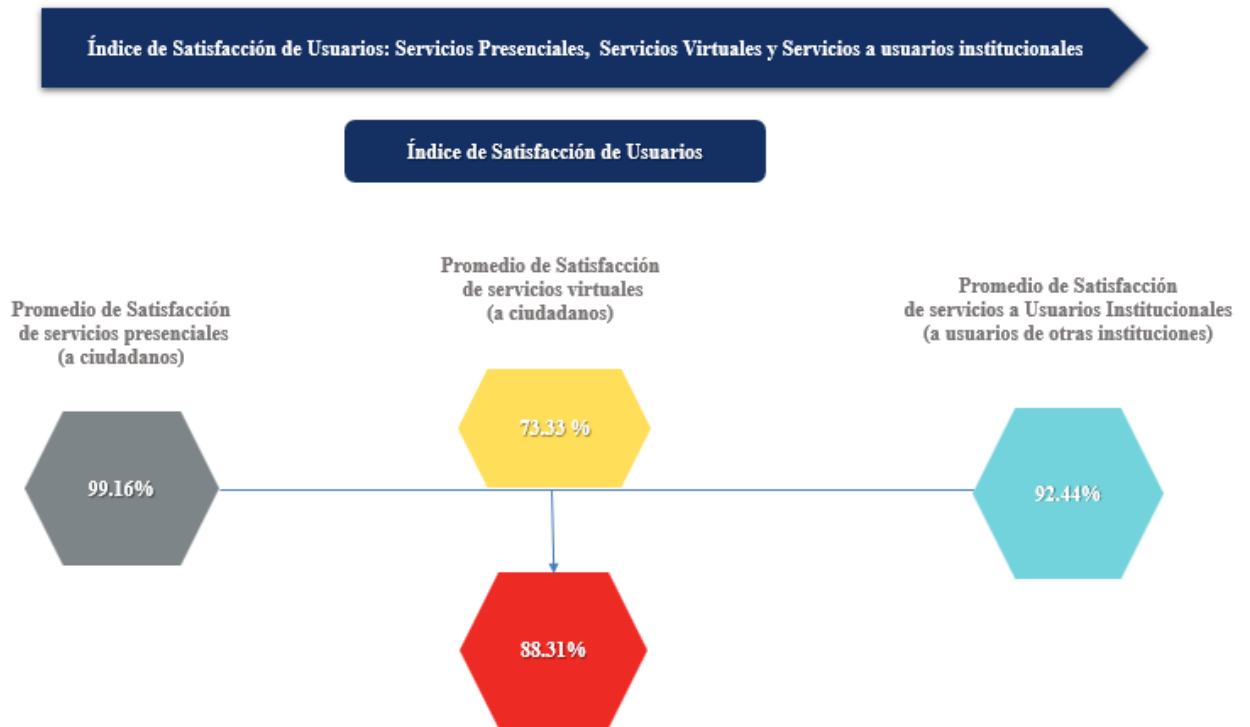 Índice de Satisfacción de Usuarios: Servicios Presenciales, Servicios Virtuales y Servicios a usuarios institucionales
Índice de Satisfacción de Usuarios
Promedio de Satisfacción
de servicios presenciales
(a ciudadanos)
99.16%
Promedio de Satisfacción
de servicios virtuales
(a ciudadanos)
73.33 %
Promedio de Satisfacción
de servicios a Usuarios Institucionales
(a usuarios de otras instituciones)
92.44%
88.31%